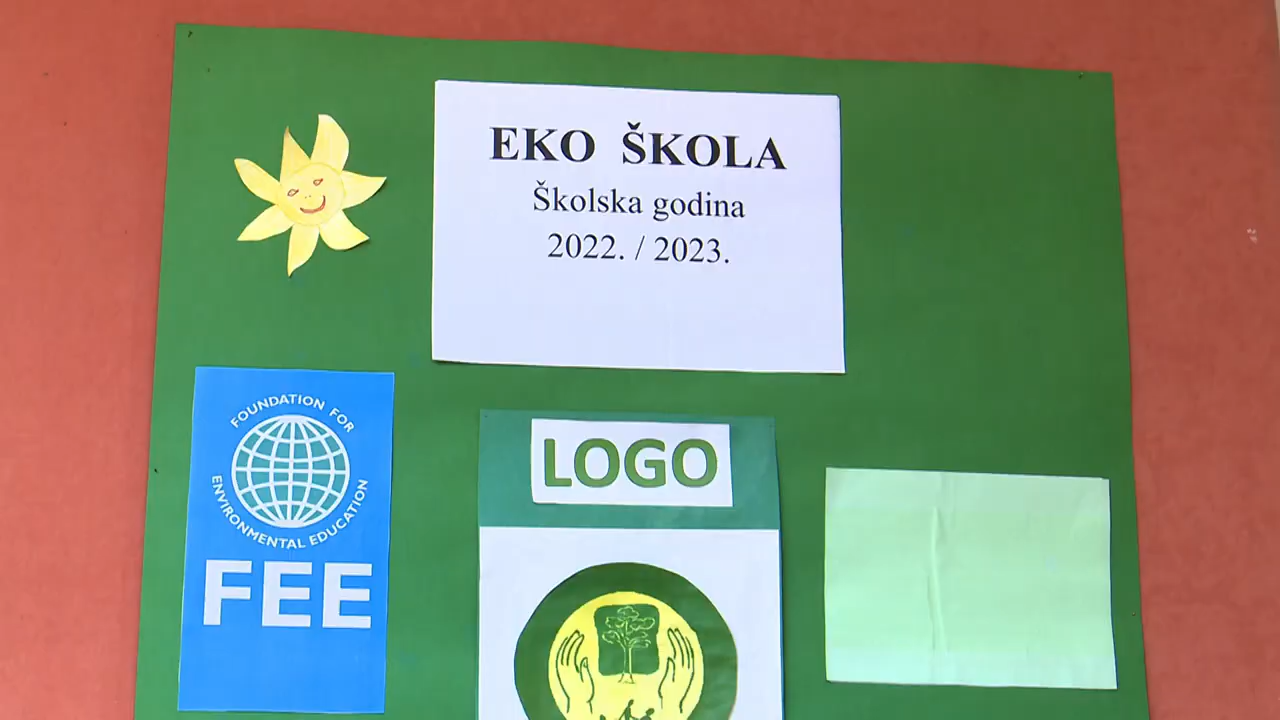 EKO ŠKOLA
Školska godina
2022. / 2023.
FOUNDATION FOR
ENVIRONMENTAL EDUCATION
FEE
LOGO